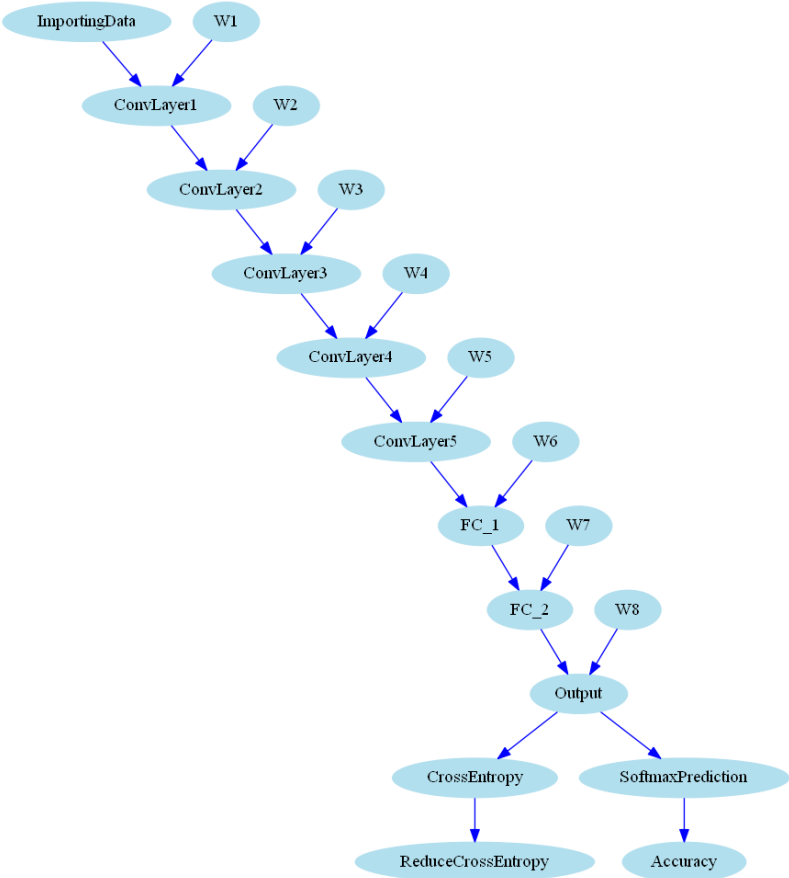 ImportingData
W1
ConvLayer1
W2
ConvLayer2
W3
ConvLayer3
W4
ConvLayer4
W5
ConvLayer5
W6
FC_1
W7
FC_2
W8
Output
CrossEntropy
SoftmaxPrediction
ReduceCrossEntropy
Accuracy